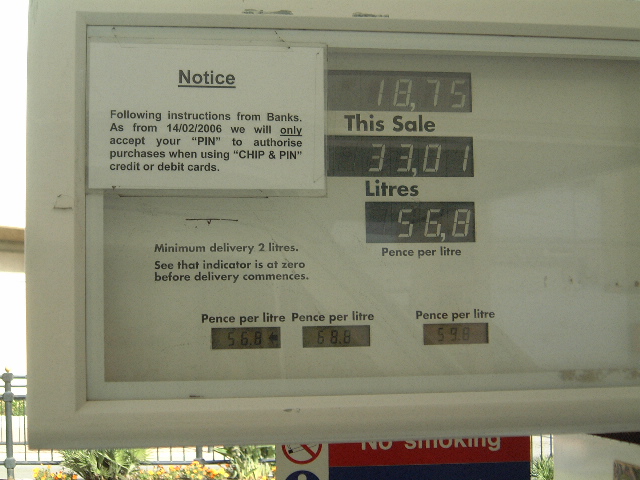 Notice
Following instructions from Banks.
As from 14/02/2006 we will only
accept your "PIN" to authorise
purchases when using "CHIP & PIN"
credit or debit cards.
18,75
This Sale
33,01
Litres
56,8
Pence per litre
Minimum delivery 2 litres.
See that indicator is at zero
before delivery commences.
Pence per litre Pence per litre Pence per litre
56.8 68.8 59.8
No smoking